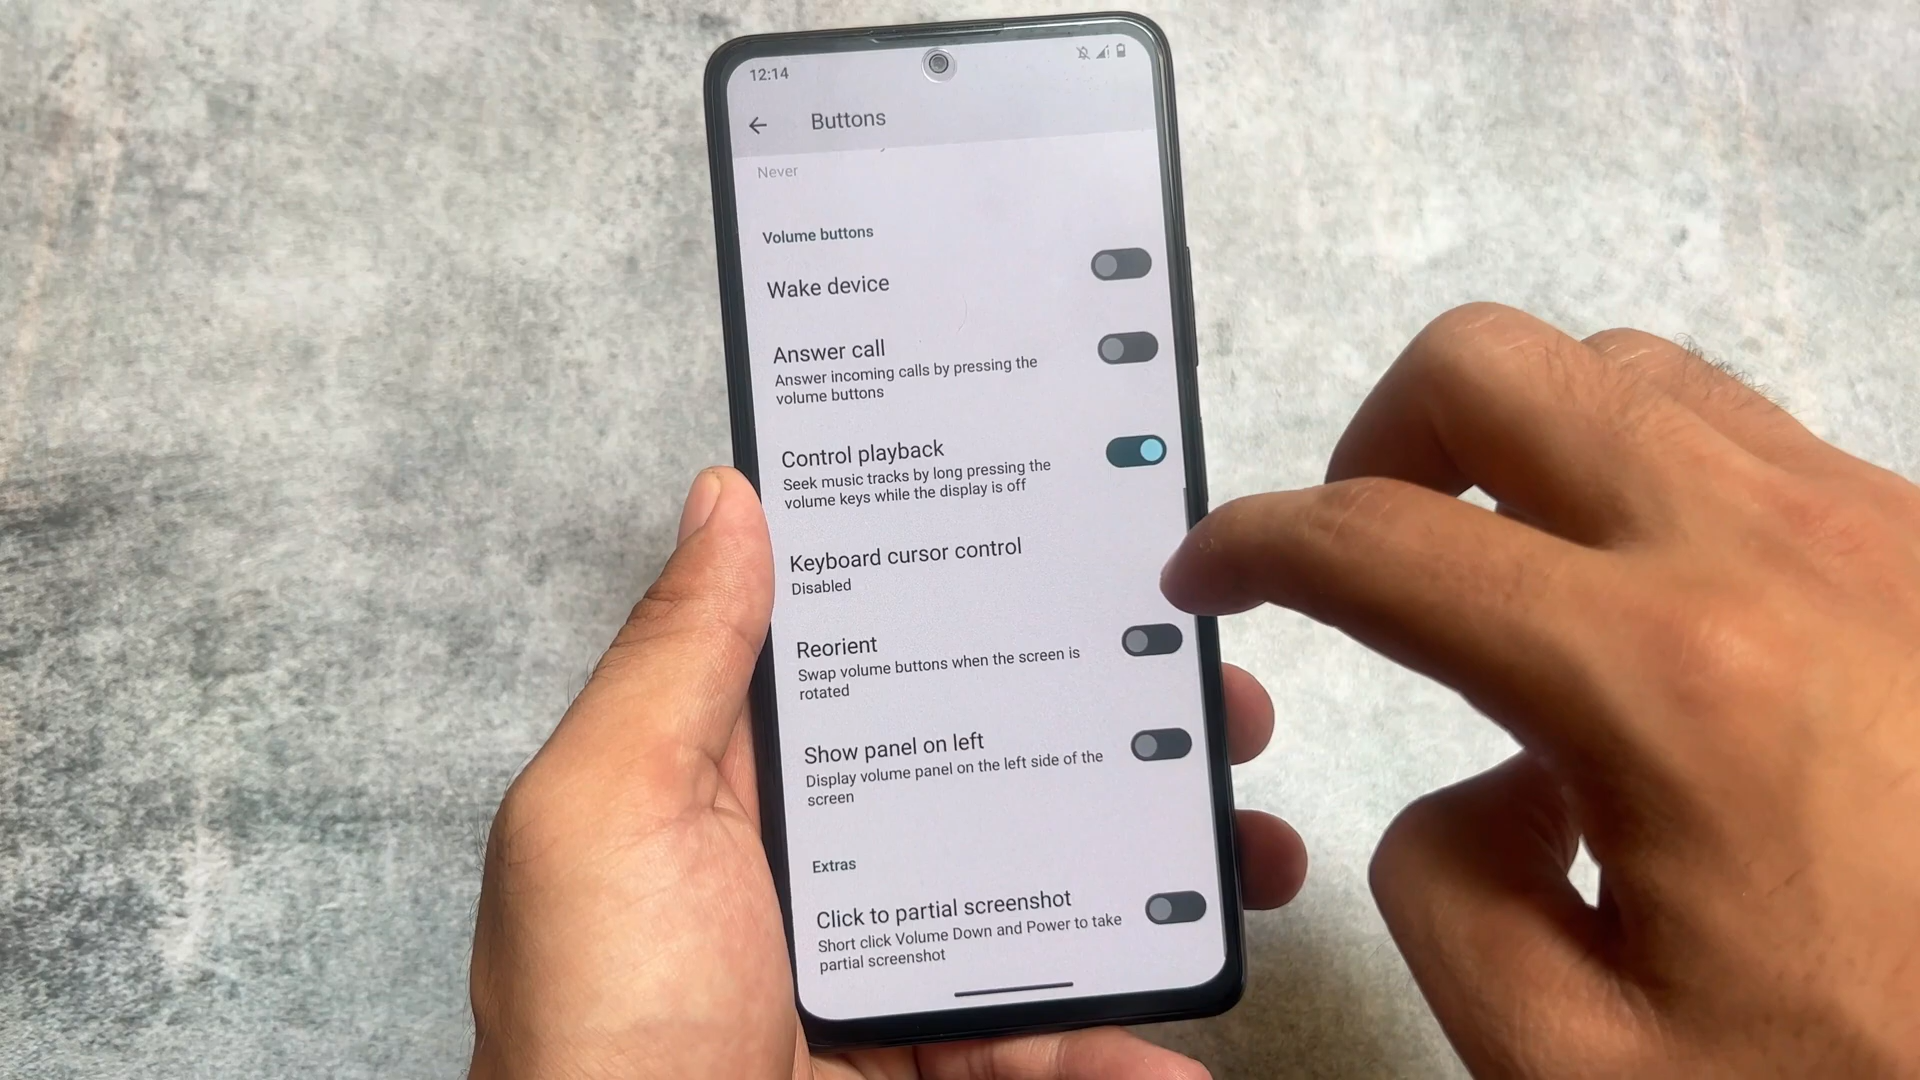 12:14
Buttons
Never
Volume buttons
Wake device
Answer call
Answer incoming calls by pressing the
volume buttons
Control playback
Seek music tracks by long pressing the
volume keys while the display is off
Keyboard cursor control
Disabled
Reorient
Swap volume buttons when the screen is
rotated
Show panel on left
Display volume panel on the left side of the
screen
Extras
Click to partial screenshot
Short click Volume Down and Power to take
partial screenshot